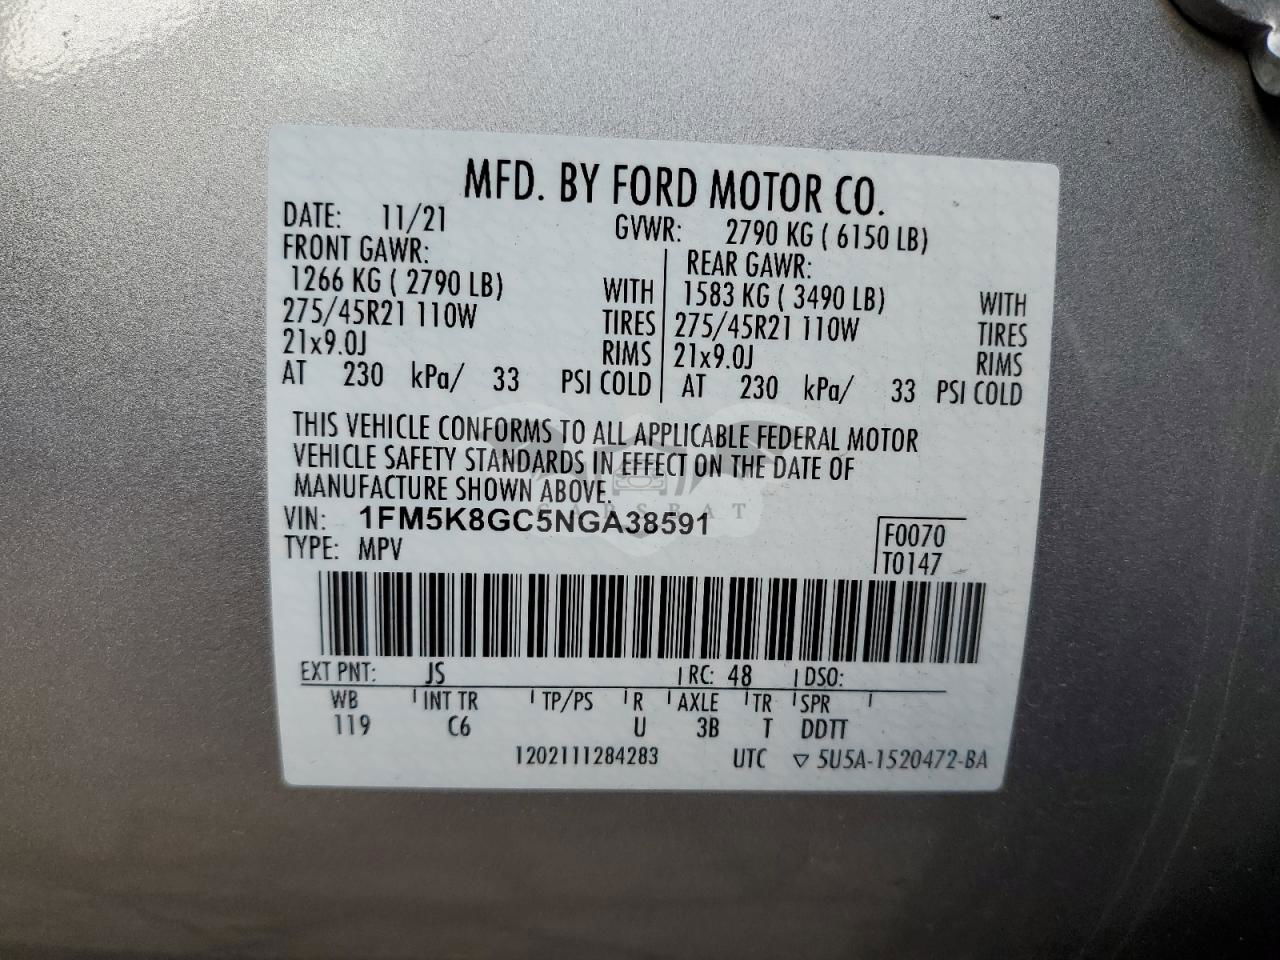 MFD. BY FORD MOTOR CO.
DATE: 11/21 GVWR: 2790 KG ( 6150 LB)
FRONT GAWR: REAR GAWR:
1266 KG ( 2790 LB) WITH 1583 KG ( 3490 LB) WITH
275/45R21 110W TIRES 275/45R21 110W TIRES
21x9.0J RIMS 21x9.0J RIMS
AT 230 kPa/ 33 PSI COLD AT 230 kPa/ 33 PSI COLD
THIS VEHICLE CONFORMS TO ALL APPLICABLE FEDERAL MOTOR
VEHICLE SAFETY STANDARDS IN EFFECT ON THE DATE OF
MANUFACTURE SHOWN ABOVE.
CARSBAT
VIN: 1FM5K8GC5NGA38591 F0070
TYPE: MPV T0147
EXT PNT: JS RC: 48 DSO:
WB INT TR TP/PS R AXLE TR SPR
119 C6 U 3B T DDTT
1202111284283 UTC ▽ 5U5A-1520472-BA